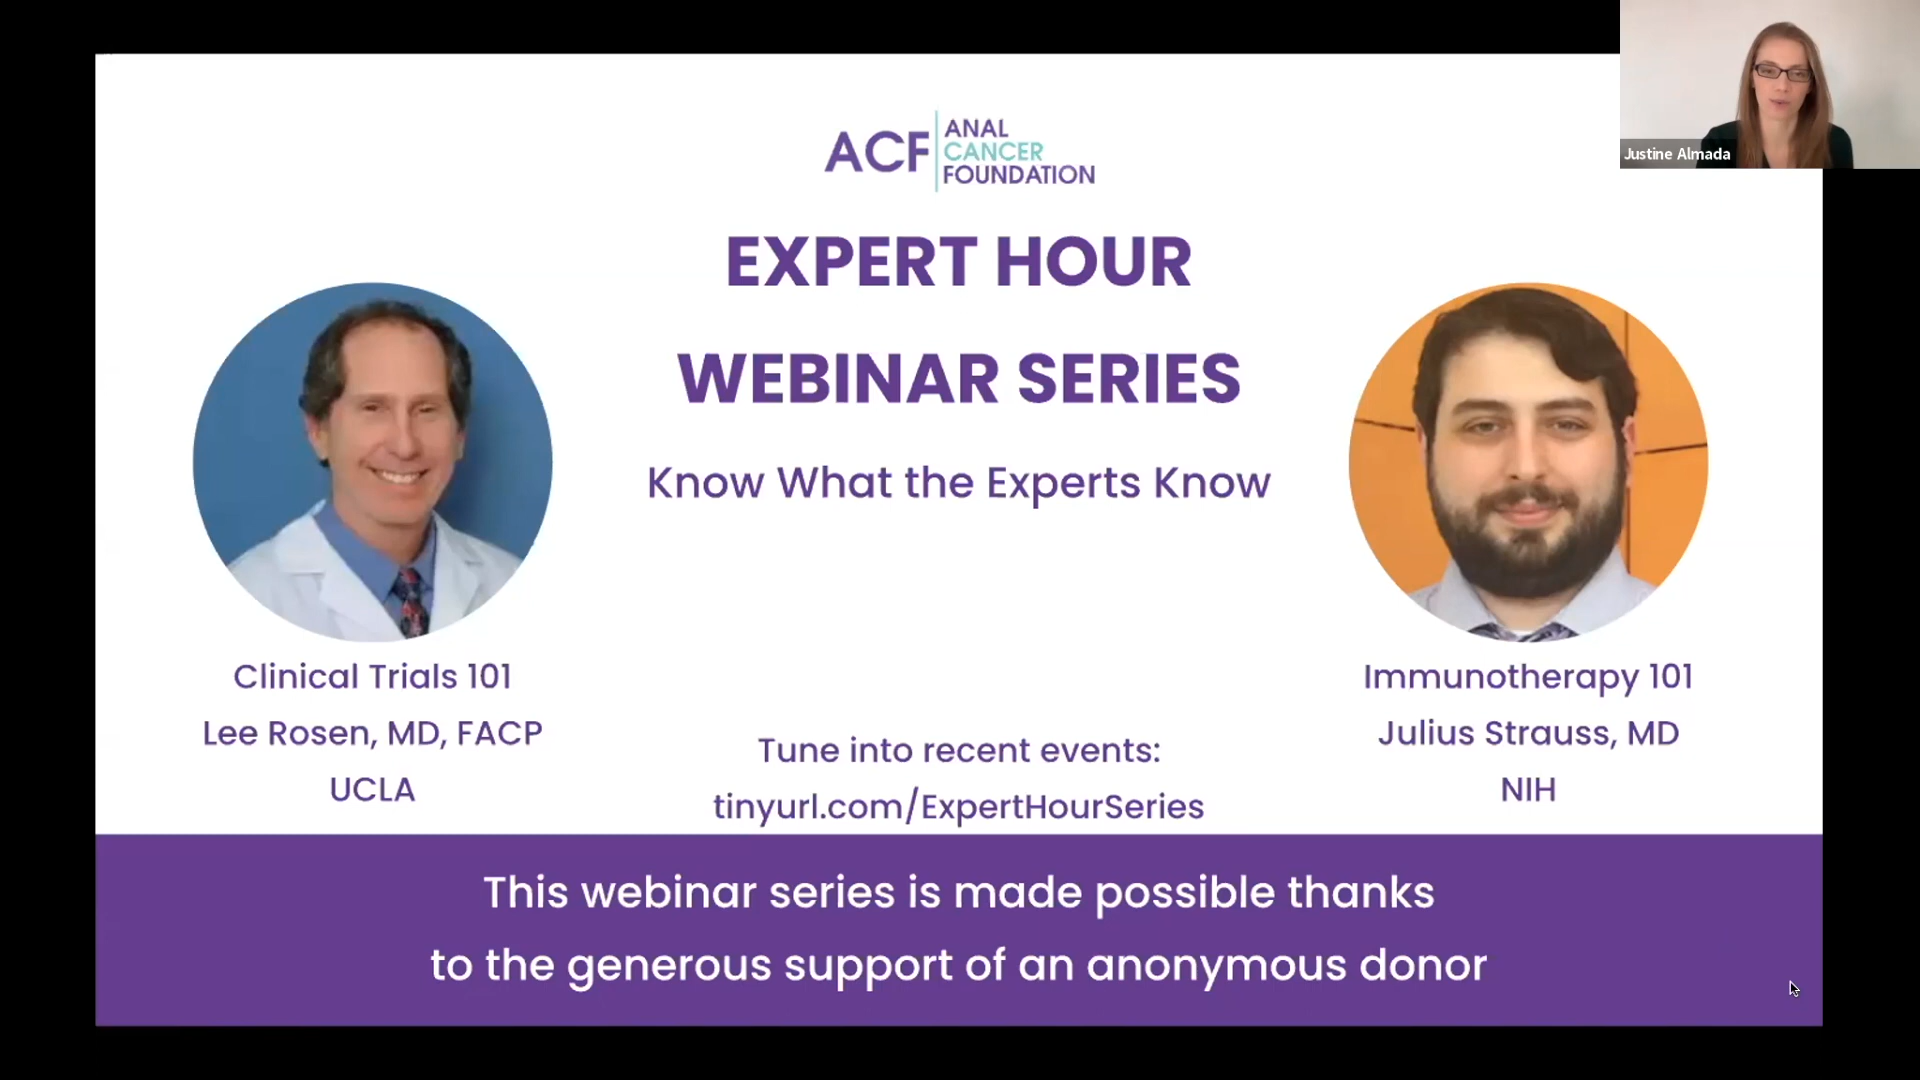 Justine Almada
ACF
ANAL
CANCER
FOUNDATION
EXPERT HOUR
WEBINAR SERIES
Know What the Experts Know
Clinical Trials 101
Lee Rosen, MD, FACP
UCLA
Immunotherapy 101
Julius Strauss, MD
NIH
Tune into recent events:
tinyurl.com/ExpertHourSeries
This webinar series is made possible thanks
to the generous support of an anonymous donor